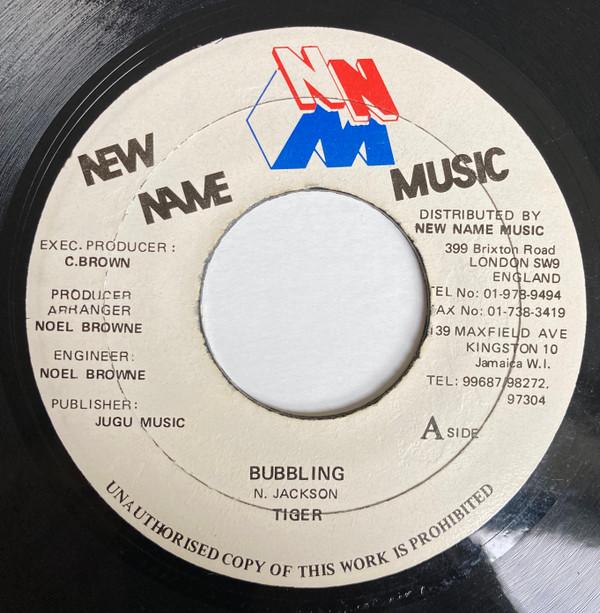 NNM
NEW
NAME
MUSIC
EXEC. PRODUCER :
C.BROWN
PRODUCER
ARRANGER
NOEL BROWNE
ENGINEER:
NOEL BROWNE
PUBLISHER:
JUGU MUSIC
DISTRIBUTED BY
NEW NAME MUSIC
399 Brixton Road
LONDON SW9
ENGLAND
TEL No: 01-978-9494
FAX No: 01-738-3419
139 MAXFIELD AVE
KINGSTON 10
Jamaica W.I.
TEL: 99687/98272,
97304
A SIDE
BUBBLING
N. JACKSON
TIGER
UNAUTHORISED COPY OF THIS WORK IS PROHIBITED